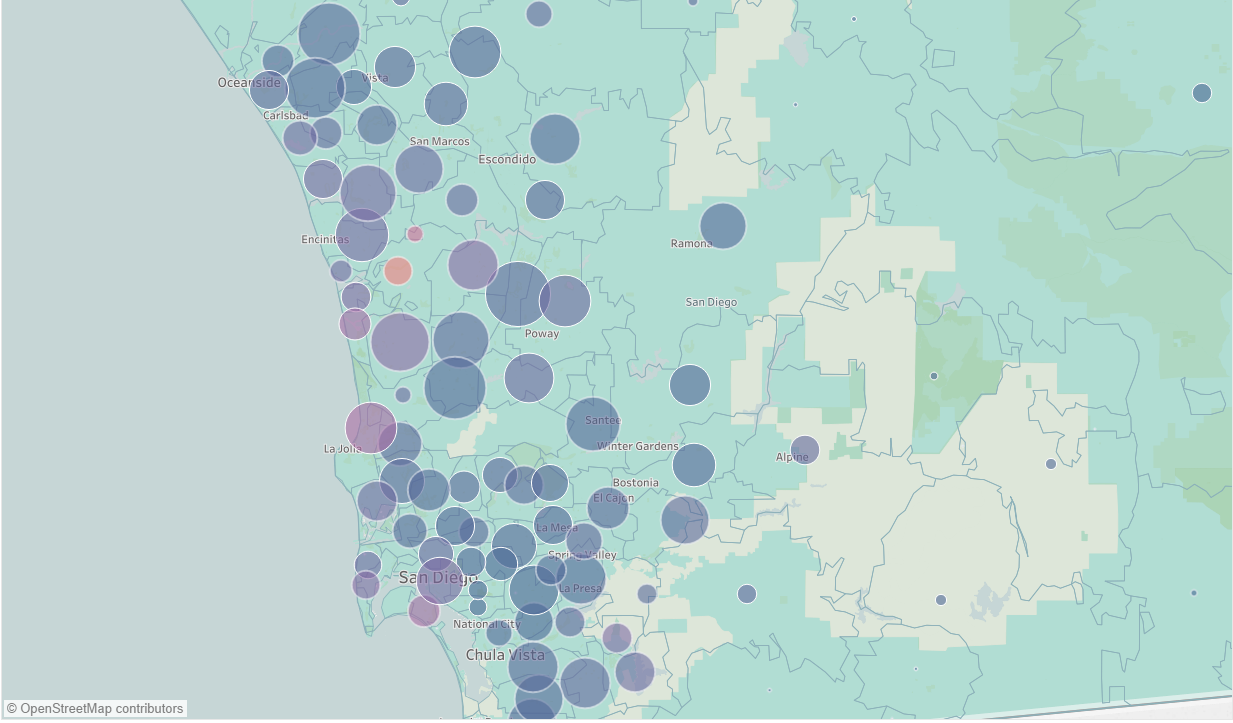 Oceanside
Vista
Carlsbad
San Marcos
Escondido
Encinitas
Ramona
San Diego
Poway
Santee
La Jolla
Winter Gardens
Alpine
Bostonia
El Cajon
La Mesa
Spring Valley
San Diego
La Presa
National City
Chula Vista
© OpenStreetMap contributors